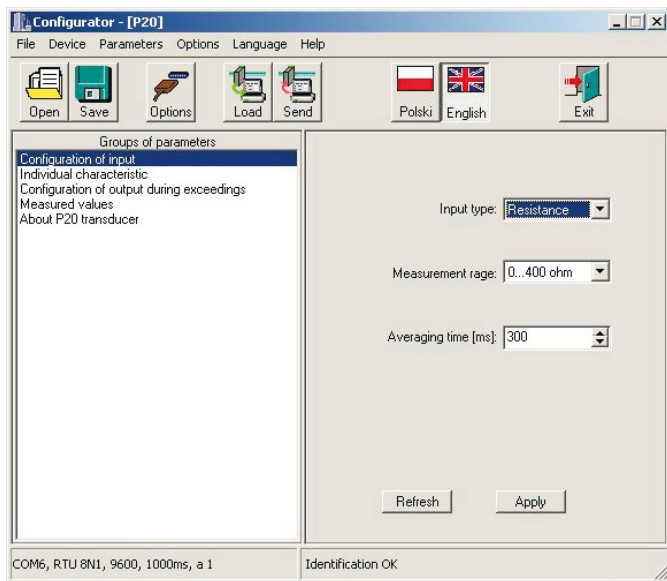 Configurator - [P20]
File Device Parameters Options Language Help
Open Save Options Load Send Polski English Exit
Groups of parameters
Configuration of input
Individual characteristic
Configuration of output during exceedings
Measured values
About P20 transducer
Input type: Resistance
Measurement rage: 0...400 ohm
Averaging time [ms]: 300
Refresh Apply
COM6, RTU 8N1, 9600, 1000ms, a 1 Identification OK